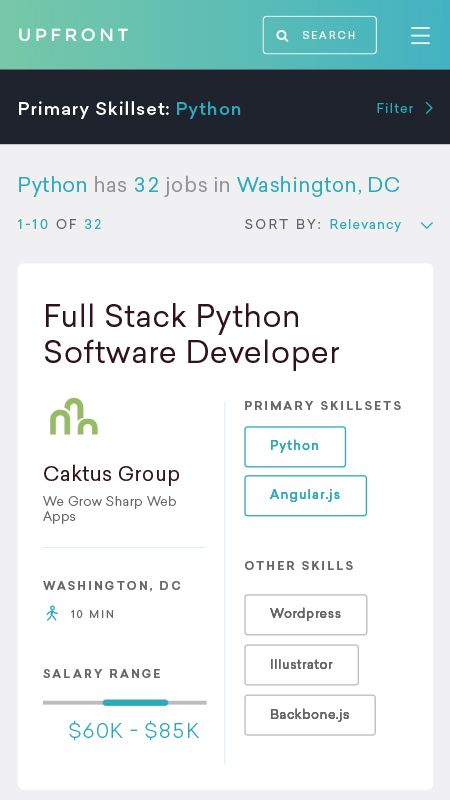 UPFRONT
SEARCH
Primary Skillset: Python
Filter
Python has 32 jobs in Washington, DC
1-10 OF 32
SORT BY: Relevancy
Full Stack Python
Software Developer
Caktus Group
We Grow Sharp Web
Apps
WASHINGTON, DC
10 MIN
SALARY RANGE
$60K - $85K
PRIMARY SKILLSETS
Python
Angular.js
OTHER SKILLS
Wordpress
Illustrator
Backbone.js